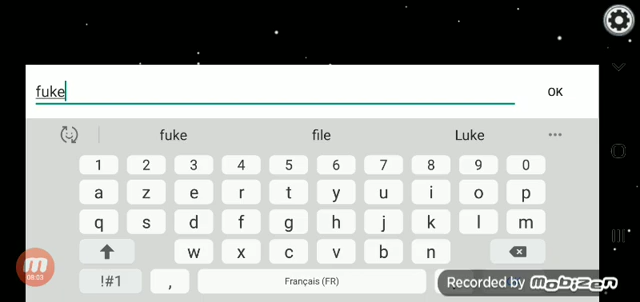 fuke
OK
fuke file Luke
1 2 3 4 5 6 7 8 9 0
a z e r t y u i o p
q s d f g h j k l m
w x c v b n
!#1 , Français (FR)
m
08:03
Recorded by mobizen